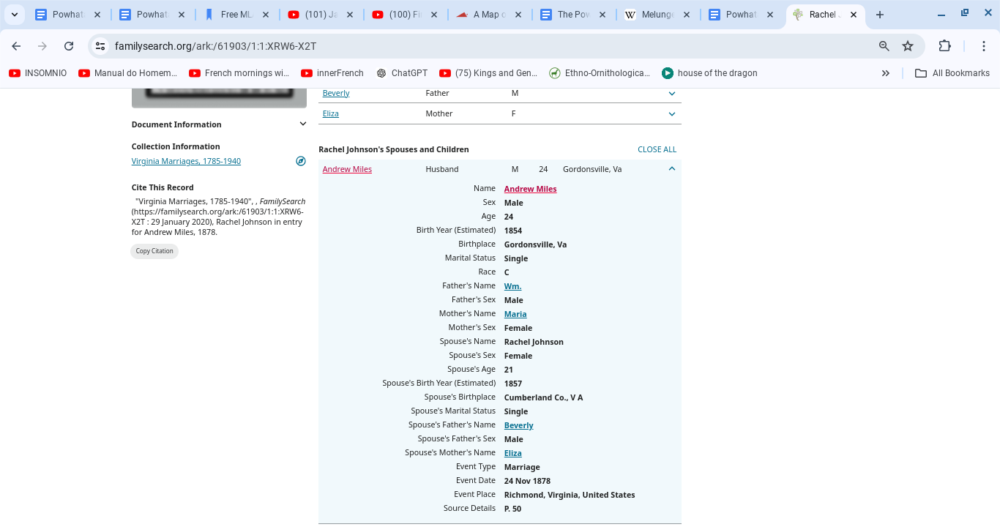 Powhat
Powhat
Free ML
(101) Ja
(100) Fi
A Map o
The Pow
Melunge
Powhat
Rachel J
familysearch.org/ark:/61903/1:1:XRW6-X2T
INSOMNIO
Manual do Homem...
French mornings wi...
innerFrench
ChatGPT
(75) Kings and Gen...
Ethno-Ornithologica...
house of the dragon
All Bookmarks
Beverly Father M
Eliza Mother F
Document Information
Collection Information
Virginia Marriages, 1785-1940
Cite This Record
"Virginia Marriages, 1785-1940", , FamilySearch
(https://familysearch.org/ark:/61903/1:1:XRW6-
X2T : 29 January 2020), Rachel Johnson in entry
for Andrew Miles, 1878.
Copy Citation
Rachel Johnson's Spouses and Children CLOSE ALL
Andrew Miles Husband M 24 Gordonsville, Va
Name Andrew Miles
Sex Male
Age 24
Birth Year (Estimated) 1854
Birthplace Gordonsville, Va
Marital Status Single
Race C
Father's Name Wm.
Father's Sex Male
Mother's Name Maria
Mother's Sex Female
Spouse's Name Rachel Johnson
Spouse's Sex Female
Spouse's Age 21
Spouse's Birth Year (Estimated) 1857
Spouse's Birthplace Cumberland Co., V A
Spouse's Marital Status Single
Spouse's Father's Name Beverly
Spouse's Father's Sex Male
Spouse's Mother's Name Eliza
Event Type Marriage
Event Date 24 Nov 1878
Event Place Richmond, Virginia, United States
Source Details P. 50